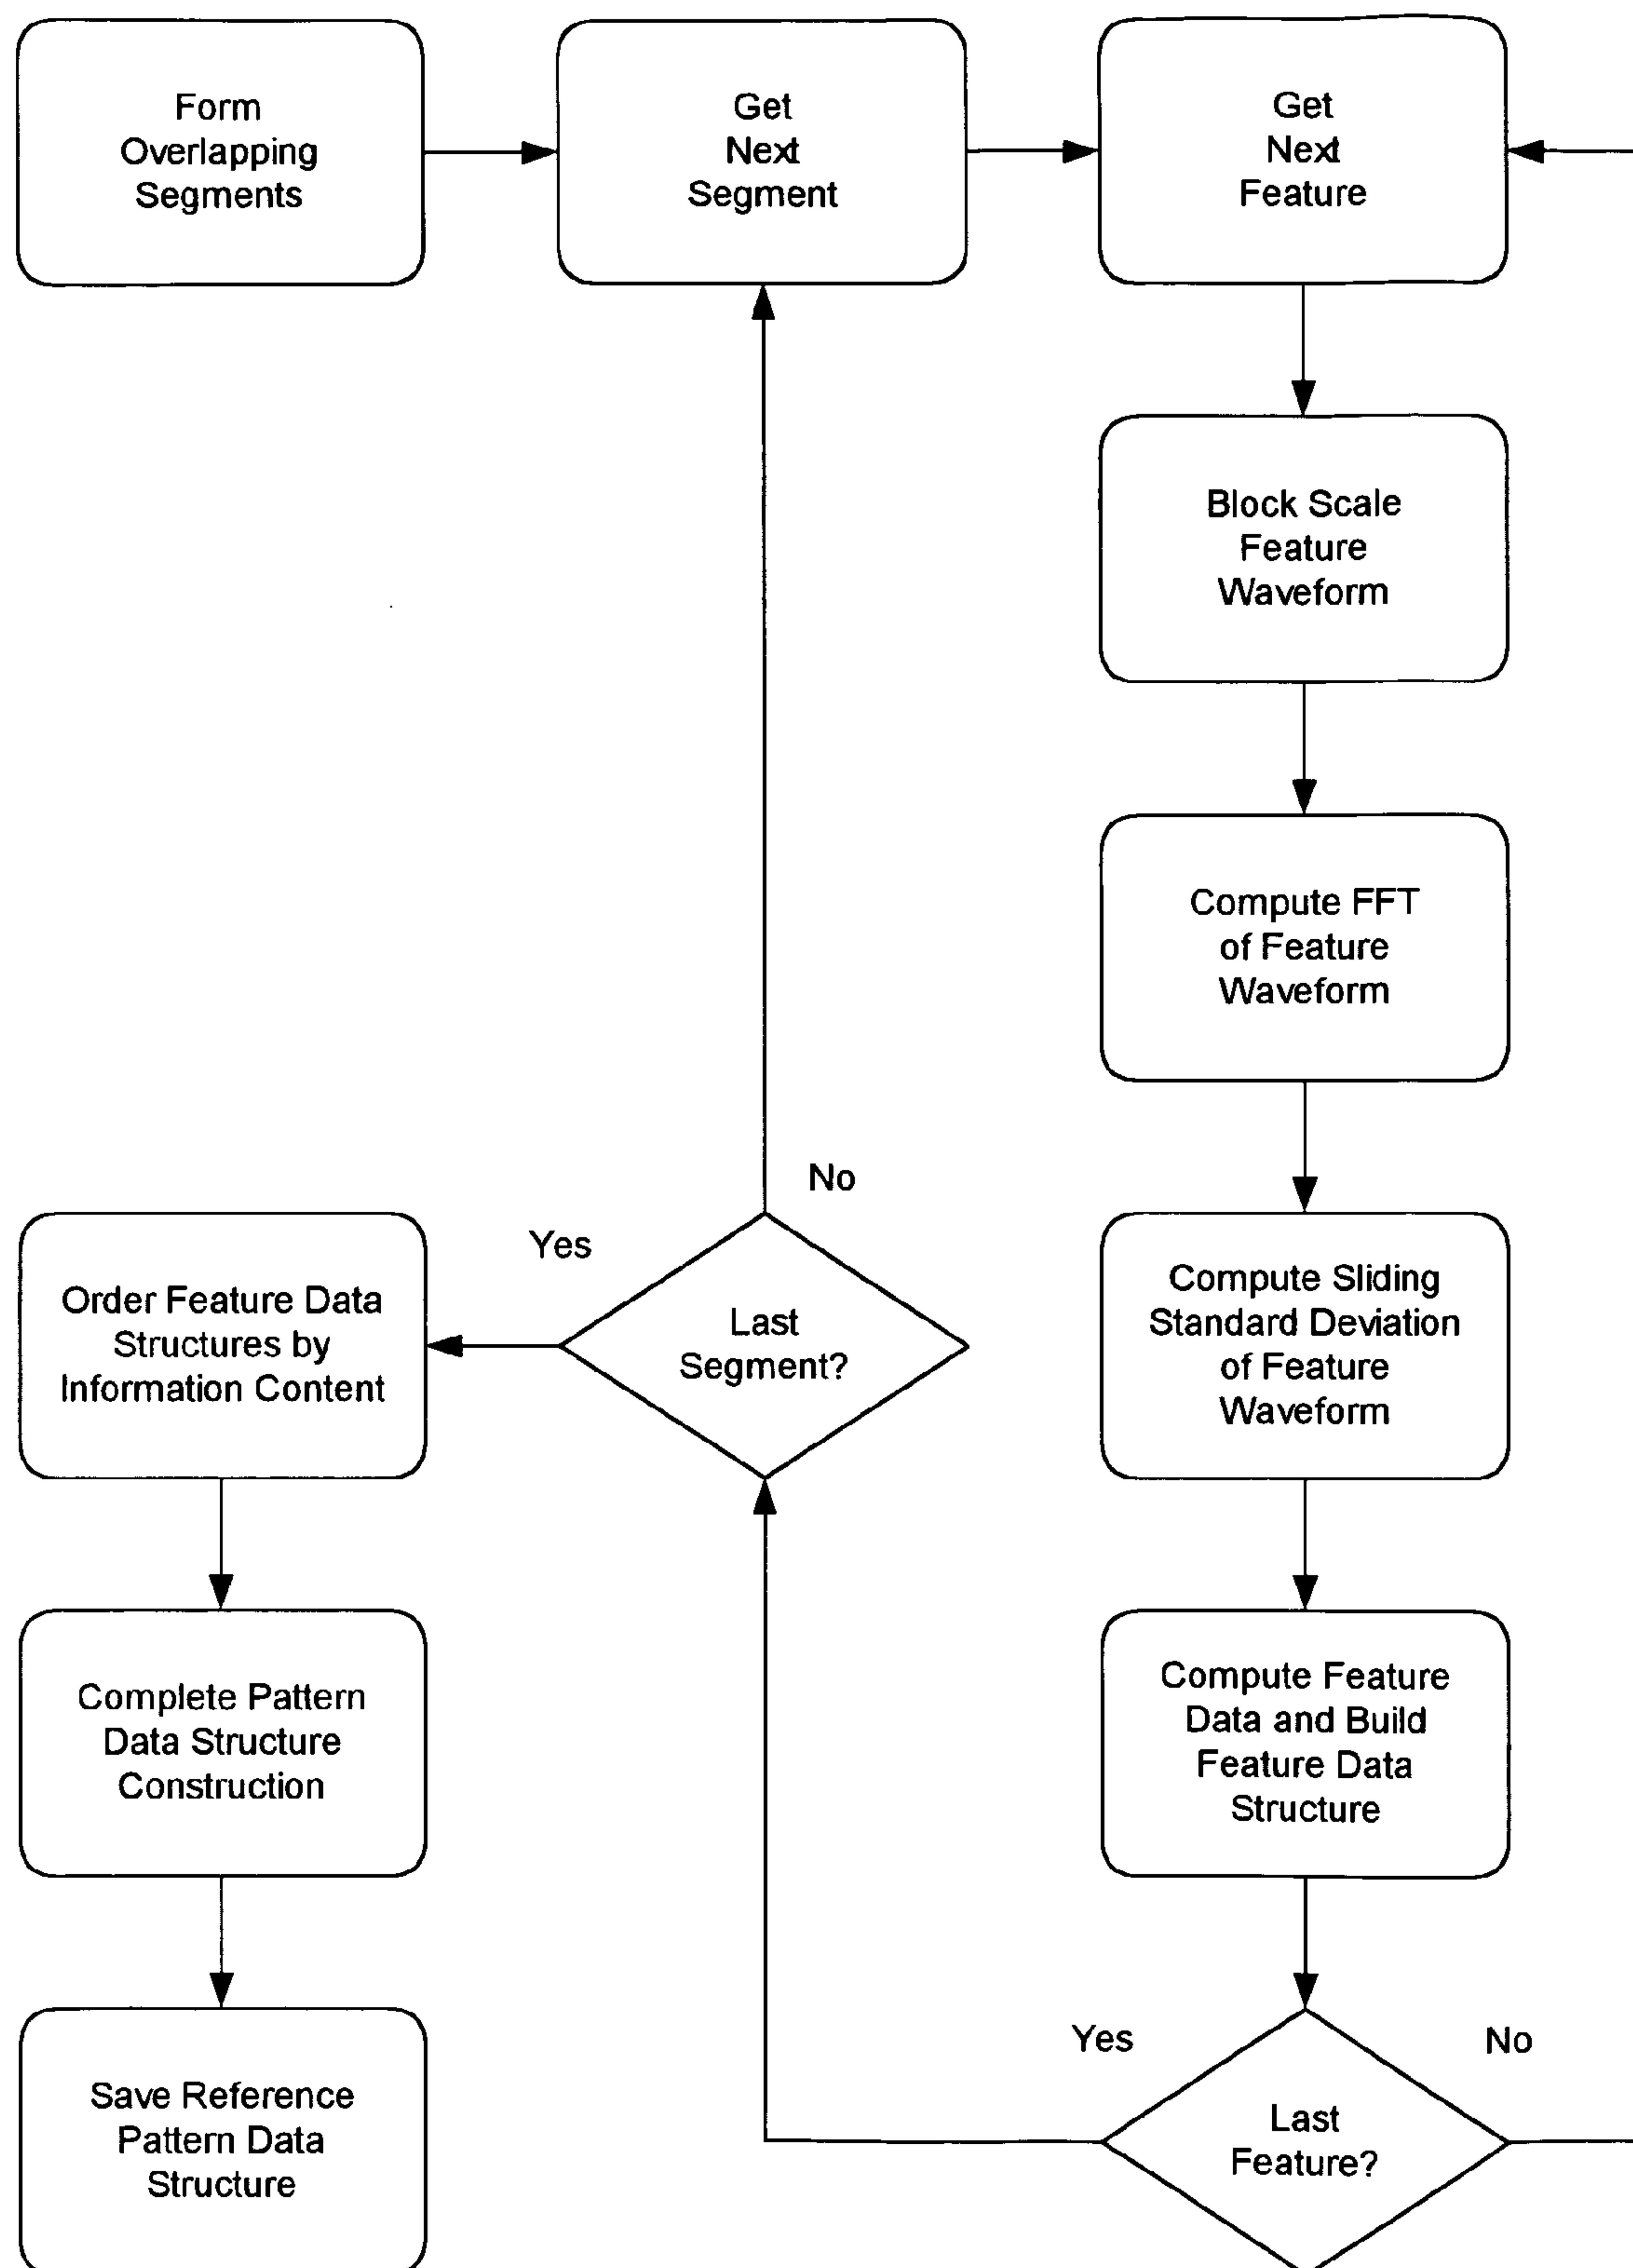 Form
Overlapping
Segments
Get
Next
Segment
Get
Next
Feature
Block Scale
Feature
Waveform
Compute FFT
of Feature
Waveform
Compute Sliding
Standard Deviation
of Feature
Waveform
Compute Feature
Data and Build
Feature Data
Structure
Last
Feature?
Yes
No
Last
Segment?
No
Yes
Order Feature Data
Structures by
Information Content
Complete Pattern
Data Structure
Construction
Save Reference
Pattern Data
Structure